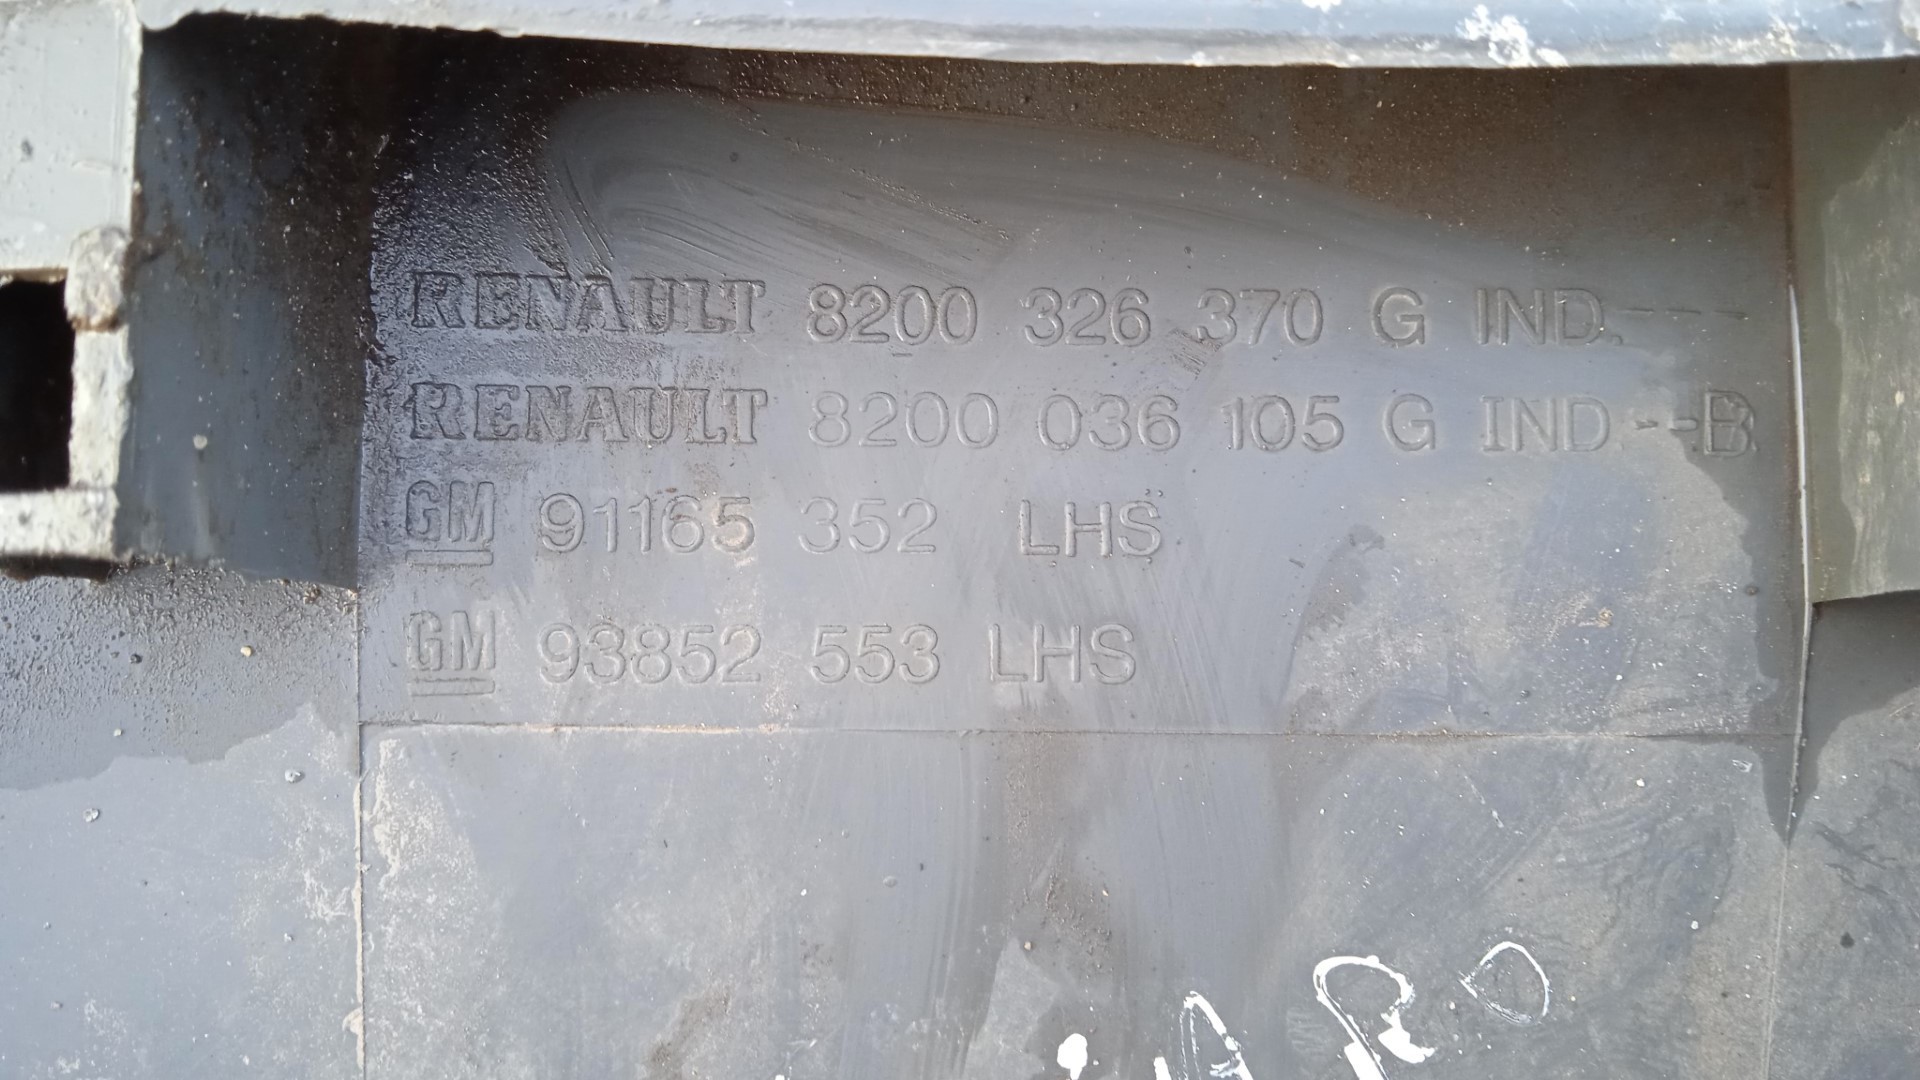 RENAULT 8200 326 370 G IND.---
RENAULT 8200 036 105 G IND.--B
GM 91165 352 LHS
GM 93852 553 LHS